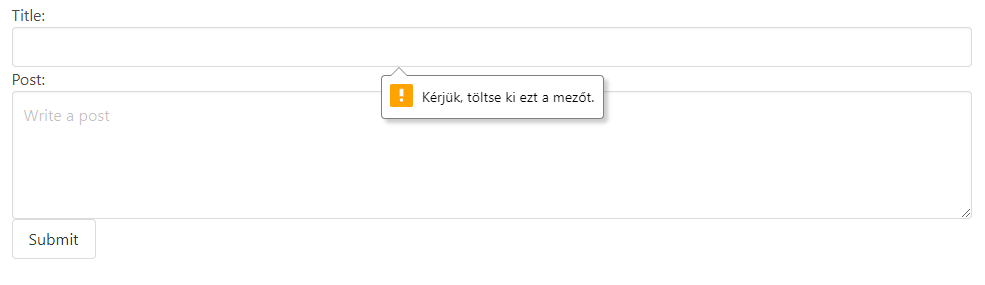 Title:
Kérjük, töltse ki ezt a mezőt.
Post:
Write a post
Submit